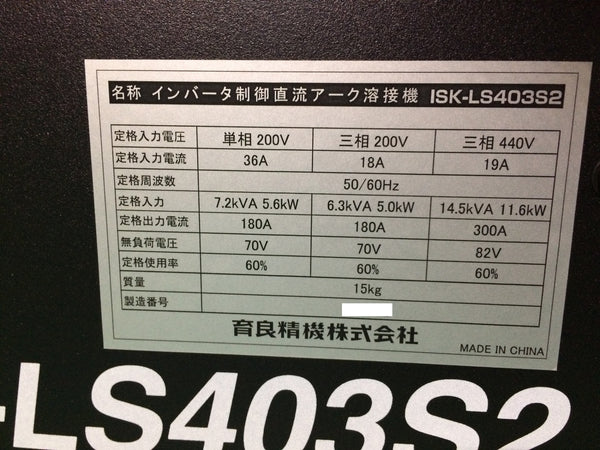 名称 インバータ制御直流アーク溶接機 ISK-LS403S2
定格入力電圧 単相 200V 三相 200V 三相 440V
定格入力電流 36A 18A 19A
定格周波数 50/60Hz
定格入力 7.2kVA 5.6kW 6.3kVA 5.0kW 14.5kVA 11.6kW
定格出力電流 180A 180A 300A
無負荷電圧 70V 70V 82V
定格使用率 60% 60% 60%
質量 15kg
製造番号
育良精機株式会社
MADE IN CHINA
-LS403S2